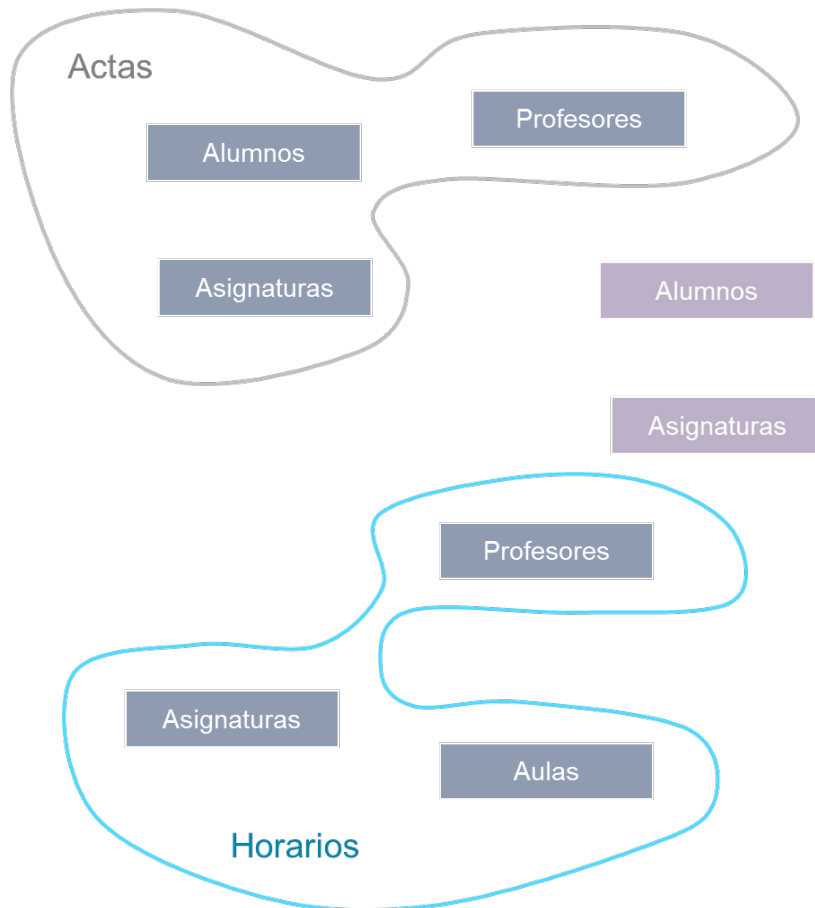 Actas
Profesores
Alumnos
Asignaturas
Alumnos
Asignaturas
Profesores
Asignaturas
Aulas
Horarios